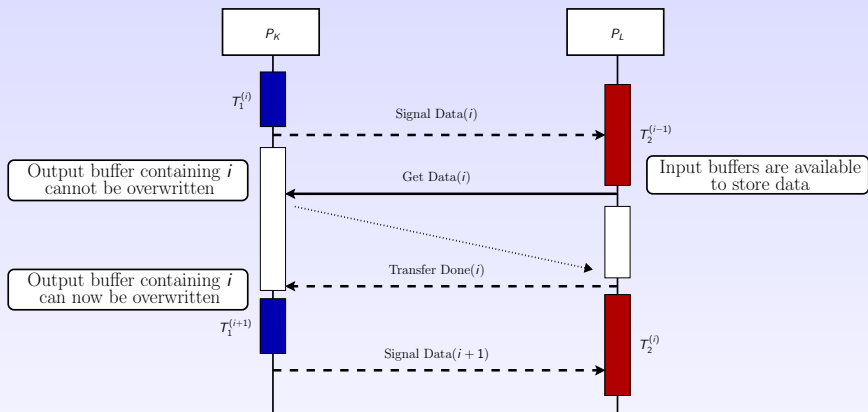 P_K
P_L
T_1^{(i)}
Signal Data(i)
T_2^{(i-1)}
Output buffer containing i
cannot be overwritten
Get Data(i)
Input buffers are available
to store data
Transfer Done(i)
Output buffer containing i
can now be overwritten
T_1^{(i+1)}
T_2^{(i)}
Signal Data(i + 1)